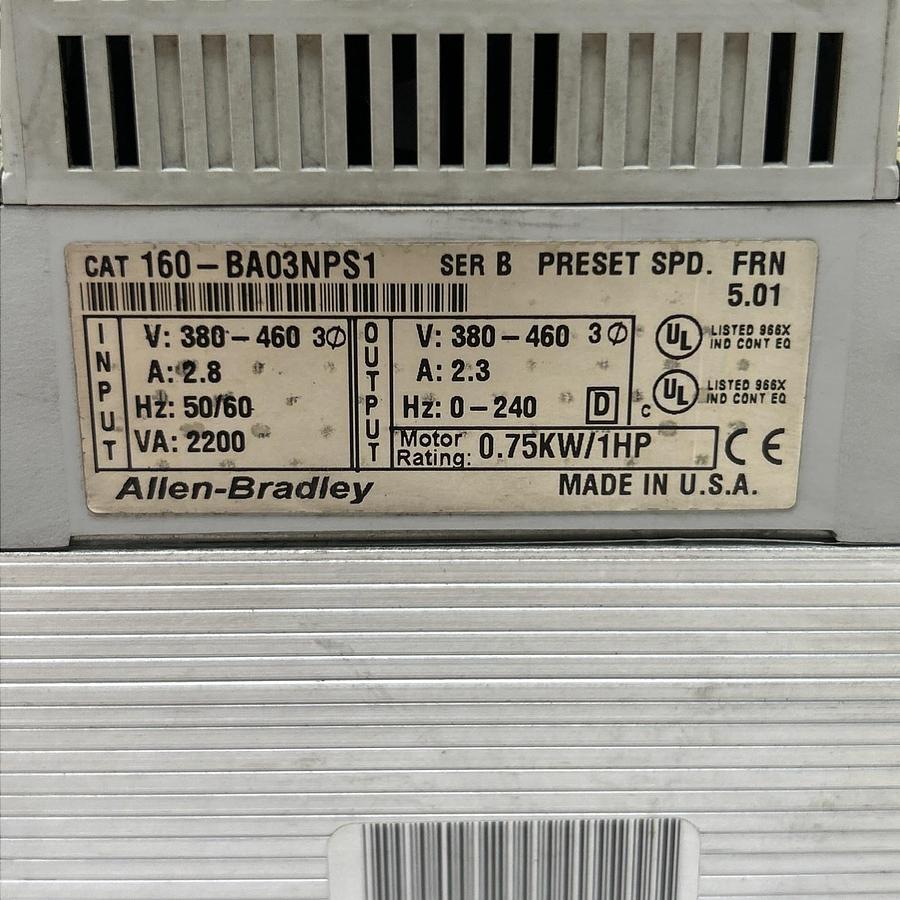 CAT 160-BA03NPS1 SER B PRESET SPD. FRN
5.01
INPUT
V: 380-460 3Ø
A: 2.8
Hz: 50/60
VA: 2200
OUTPUT
V: 380-460 3Ø
A: 2.3
Hz: 0-240 D
Motor Rating: 0.75KW/1HP
UL LISTED 966X
IND CONT EQ
c UL LISTED 966X
IND CONT EQ
CE
Allen-Bradley MADE IN U.S.A.